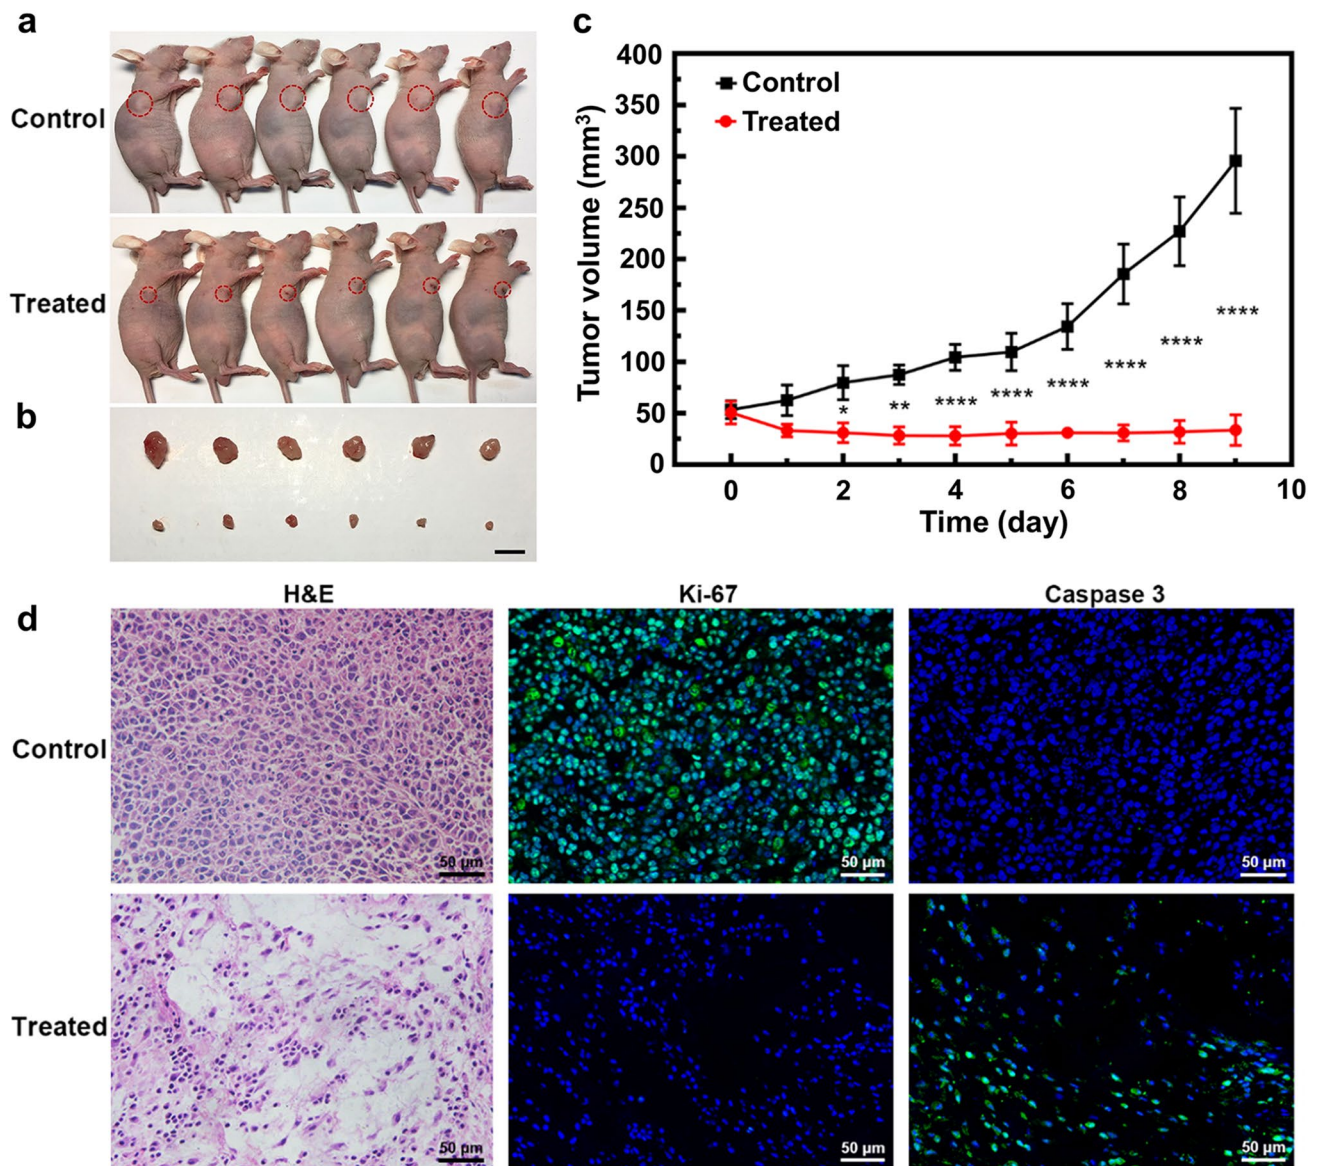 a
Control
Treated
b
c
Tumor volume (mm³)
400
350
300
250
200
150
100
50
0
Control
Treated
* ** **** **** **** **** **** ****
0 2 4 6 8 10
Time (day)
d
H&E Ki-67 Caspase 3
Control
50 µm 50 µm 50 µm
Treated
50 µm 50 µm 50 µm